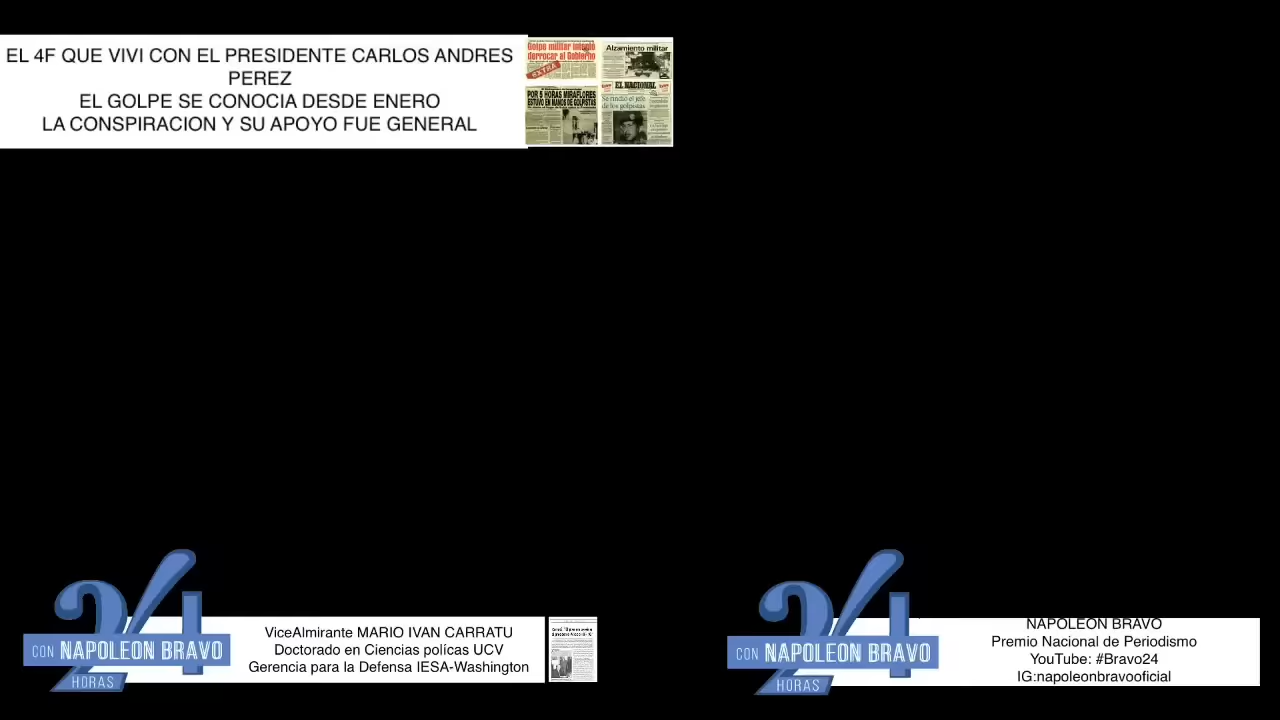 EL 4F QUE VIVI CON EL PRESIDENTE CARLOS ANDRES
PEREZ
EL GOLPE SE CONOCIA DESDE ENERO
LA CONSPIRACION Y SU APOYO FUE GENERAL
Golpe militar intentó
derrocar al Gobierno
EXTRA
Alzamiento militar
POR 5 HORAS MIRAFLORES
ESTUVO EN MANOS DE GOLPISTAS
EL NACIONAL
Se rindió el jefe
de los golpistas
24
CON NAPOLEON BRAVO
HORAS
ViceAlmirante MARIO IVAN CARRATU
Doctorado en Ciencias polícas UCV
Gerencia para la Defensa IESA-Washington
24
CON NAPOLEON BRAVO
HORAS
NAPOLEON BRAVO
Premio Nacional de Periodismo
YouTube: +Bravo24
IG:napoleonbravooficial